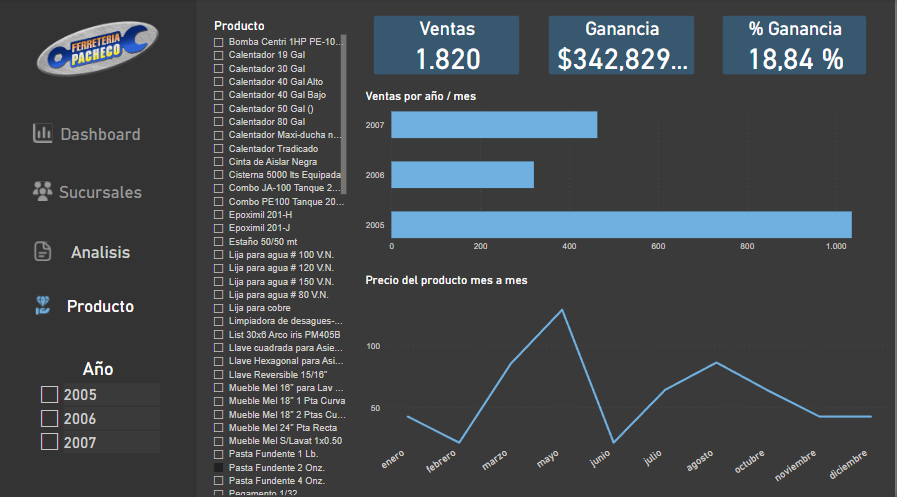 FERRETERIA
PACHECO
Dashboard
Sucursales
Analisis
Producto
Año
2005
2006
2007
Producto
Bomba Centri 1HP PE-10...
Calentador 19 Gal
Calentador 30 Gal
Calentador 40 Gal Alto
Calentador 40 Gal Bajo
Calentador 50 Gal ()
Calentador 80 Gal
Calentador Maxi-ducha n...
Calentador Tradicado
Cinta de Aislar Negra
Cisterna 5000 lts Equipada
Combo JA-100 Tanque 2...
Combo PE100 Tanque 20...
Epoximil 201-H
Epoximil 201-J
Estaño 50/50 mt
Lija para agua # 100 V.N.
Lija para agua # 120 V.N.
Lija para agua # 150 V.N.
Lija para agua # 80 V.N.
Lija para cobre
Limpiadora de desagues-...
List 30x6 Arco iris PM405B
Llave cuadrada para Asie...
Llave Hexagonal para Asi...
Llave Reversible 15/16"
Mueble Mel 16" para Lav ...
Mueble Mel 18" 1 Pta Curva
Mueble Mel 18" 2 Ptas Cu...
Mueble Mel 24" Pta Recta
Mueble Mel S/Lavat 1x0.50
Pasta Fundente 1 Lb.
Pasta Fundente 2 Onz.
Pasta Fundente 4 Onz.
Pegamento 1/32
Ventas
1.820
Ganancia
$342,829...
% Ganancia
18,84 %
Ventas por año / mes
2007
2006
2005
0 200 400 600 800 1.000
Precio del producto mes a mes
100
50
enero febrero marzo mayo junio julio agosto octubre noviembre diciembre